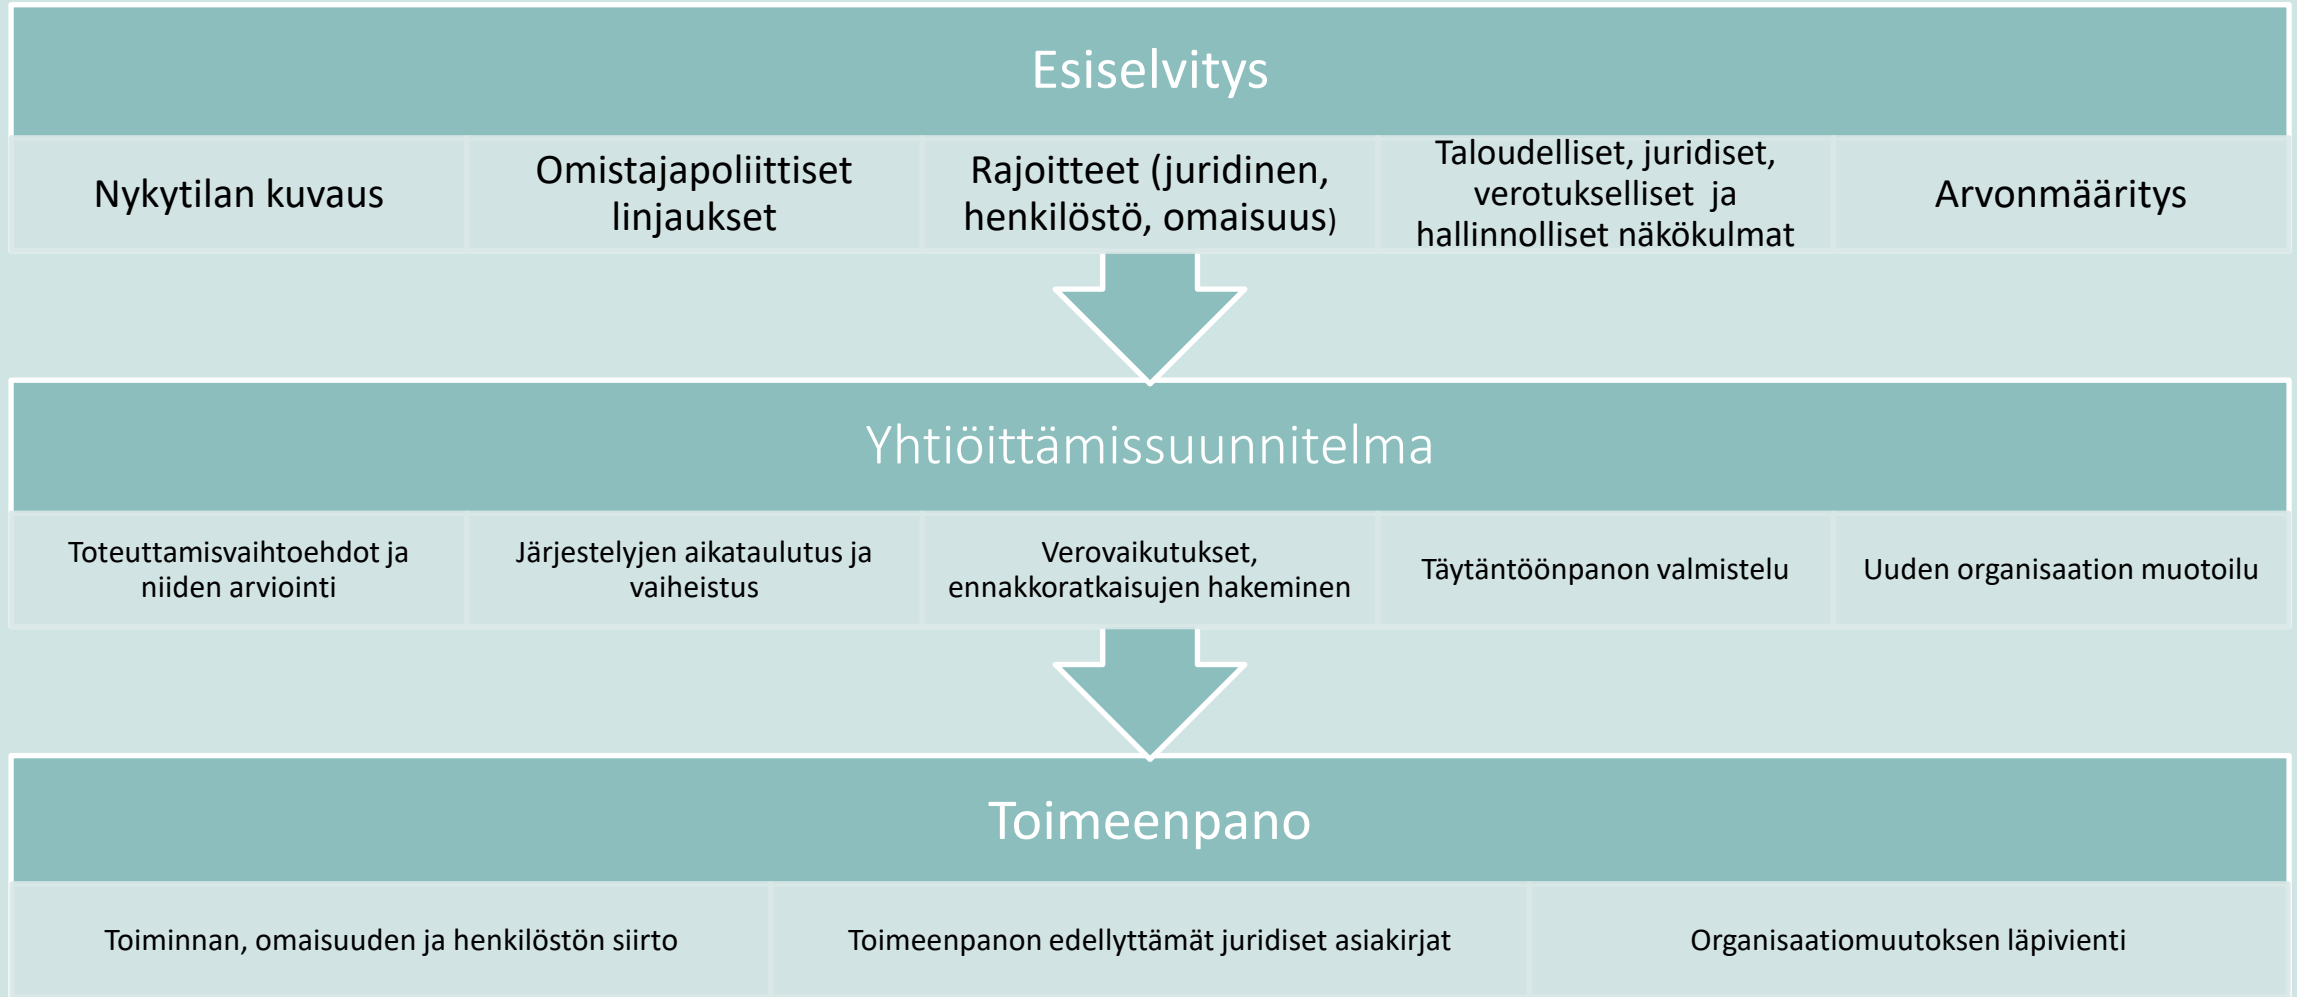 Esiselvitys
Nykytilan kuvaus
Omistajapoliittiset
linjaukset
Rajoitteet (juridinen,
henkilöstö, omaisuus)
Taloudelliset, juridiset,
verotukselliset ja
hallinnolliset näkökulmat
Arvonmääritys
Yhtiöittämissuunnitelma
Toteuttamisvaihtoehdot ja
niiden arviointi
Järjestelyjen aikataulutus ja
vaiheistus
Verovaikutukset,
ennakkoratkaisujen hakeminen
Täytäntöönpanon valmistelu
Uuden organisaation muotoilu
Toimeenpano
Toiminnan, omaisuuden ja henkilöstön siirto
Toimeenpanon edellyttämät juridiset asiakirjat
Organisaatiomuutoksen läpivienti